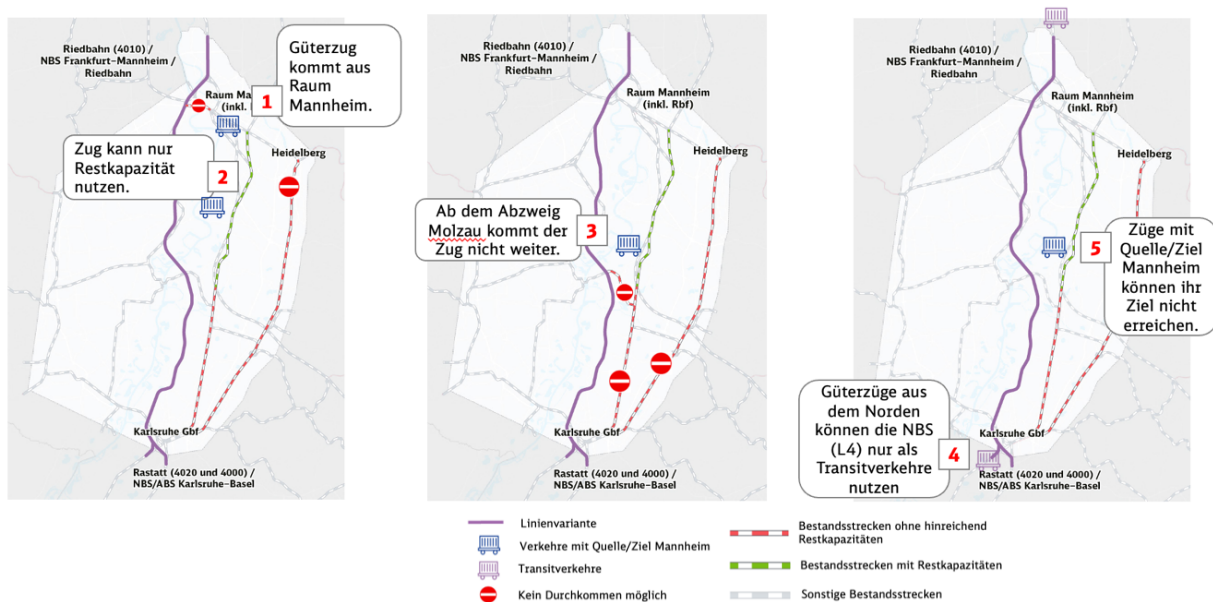 Riedbahn (4010) /
NBS Frankfurt-Mannheim /
Riedbahn
Güterzug
kommt aus
Raum
Mannheim.
1
Raum
(inkl.
Zug kann nur
Restkapazität
nutzen.
2
Heidelberg
Karlsruhe Gbf
Rastatt (4020 und 4000) /
NBS/ABS Karlsruhe-Basel
Riedbahn (4010) /
NBS Frankfurt-Mannheim /
Riedbahn
Raum Mannheim
(inkl. Rbf)
Heidelberg
Ab dem Abzweig
Molzau kommt der
Zug nicht weiter.
3
Karlsruhe Gbf
Rastatt (4020 und 4000) /
NBS/ABS Karlsruhe-Basel
Riedbahn (4010) /
NBS Frankfurt-Mannheim /
Riedbahn
Raum Mannheim
(inkl. Rbf)
Heidelberg
5
Züge mit
Quelle/Ziel
Mannheim
können ihr
Ziel nicht
erreichen.
Güterzüge aus
dem Norden
können die NBS
(L4) nur als
Transitverkehre
nutzen
4
Karlsruhe Gbf
Rastatt (4020 und 4000) /
NBS/ABS Karlsruhe-Basel
Linienvariante
Verkehre mit Quelle/Ziel Mannheim
Transitverkehre
Kein Durchkommen möglich
Bestandsstrecken ohne hinreichend
Restkapazitäten
Bestandsstrecken mit Restkapazitäten
Sonstige Bestandsstrecken